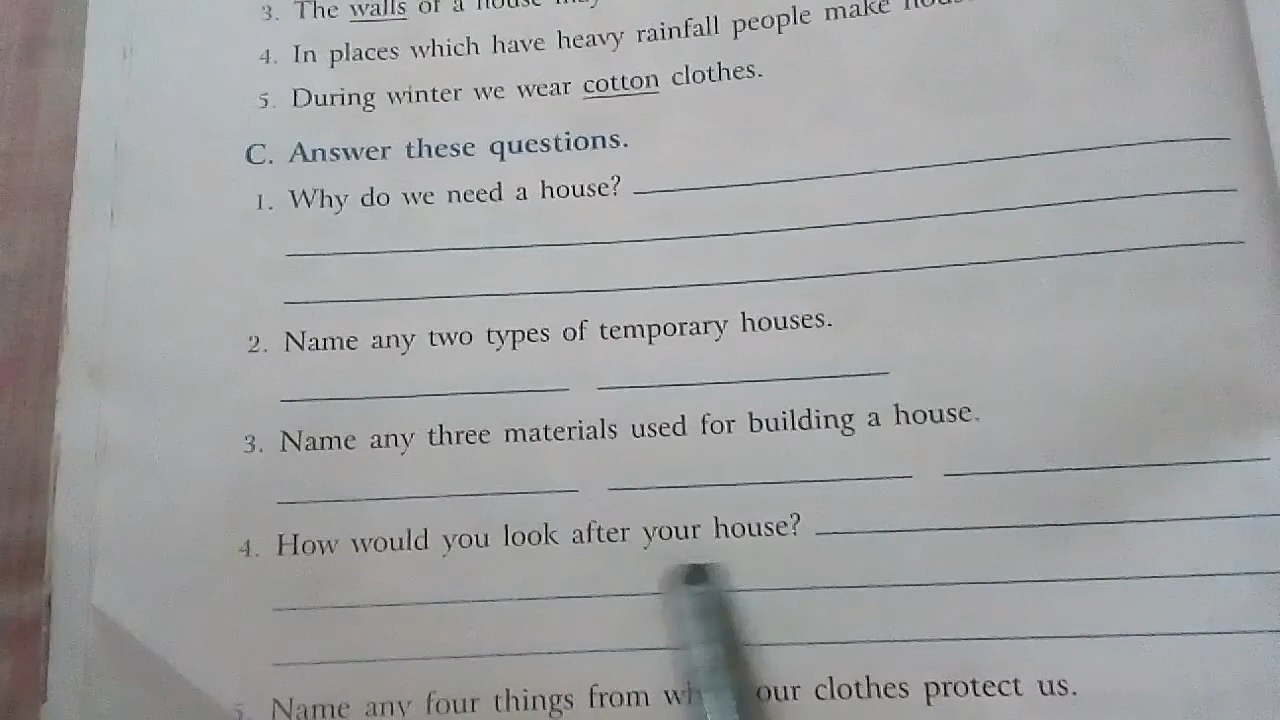 3. The walls of a house
4. In places which have heavy rainfall people make
5. During winter we wear cotton clothes.
C. Answer these questions.
1. Why do we need a house?
2. Name any two types of temporary houses.
3. Name any three materials used for building a house.
4. How would you look after your house?
5. Name any four things from our clothes protect us.